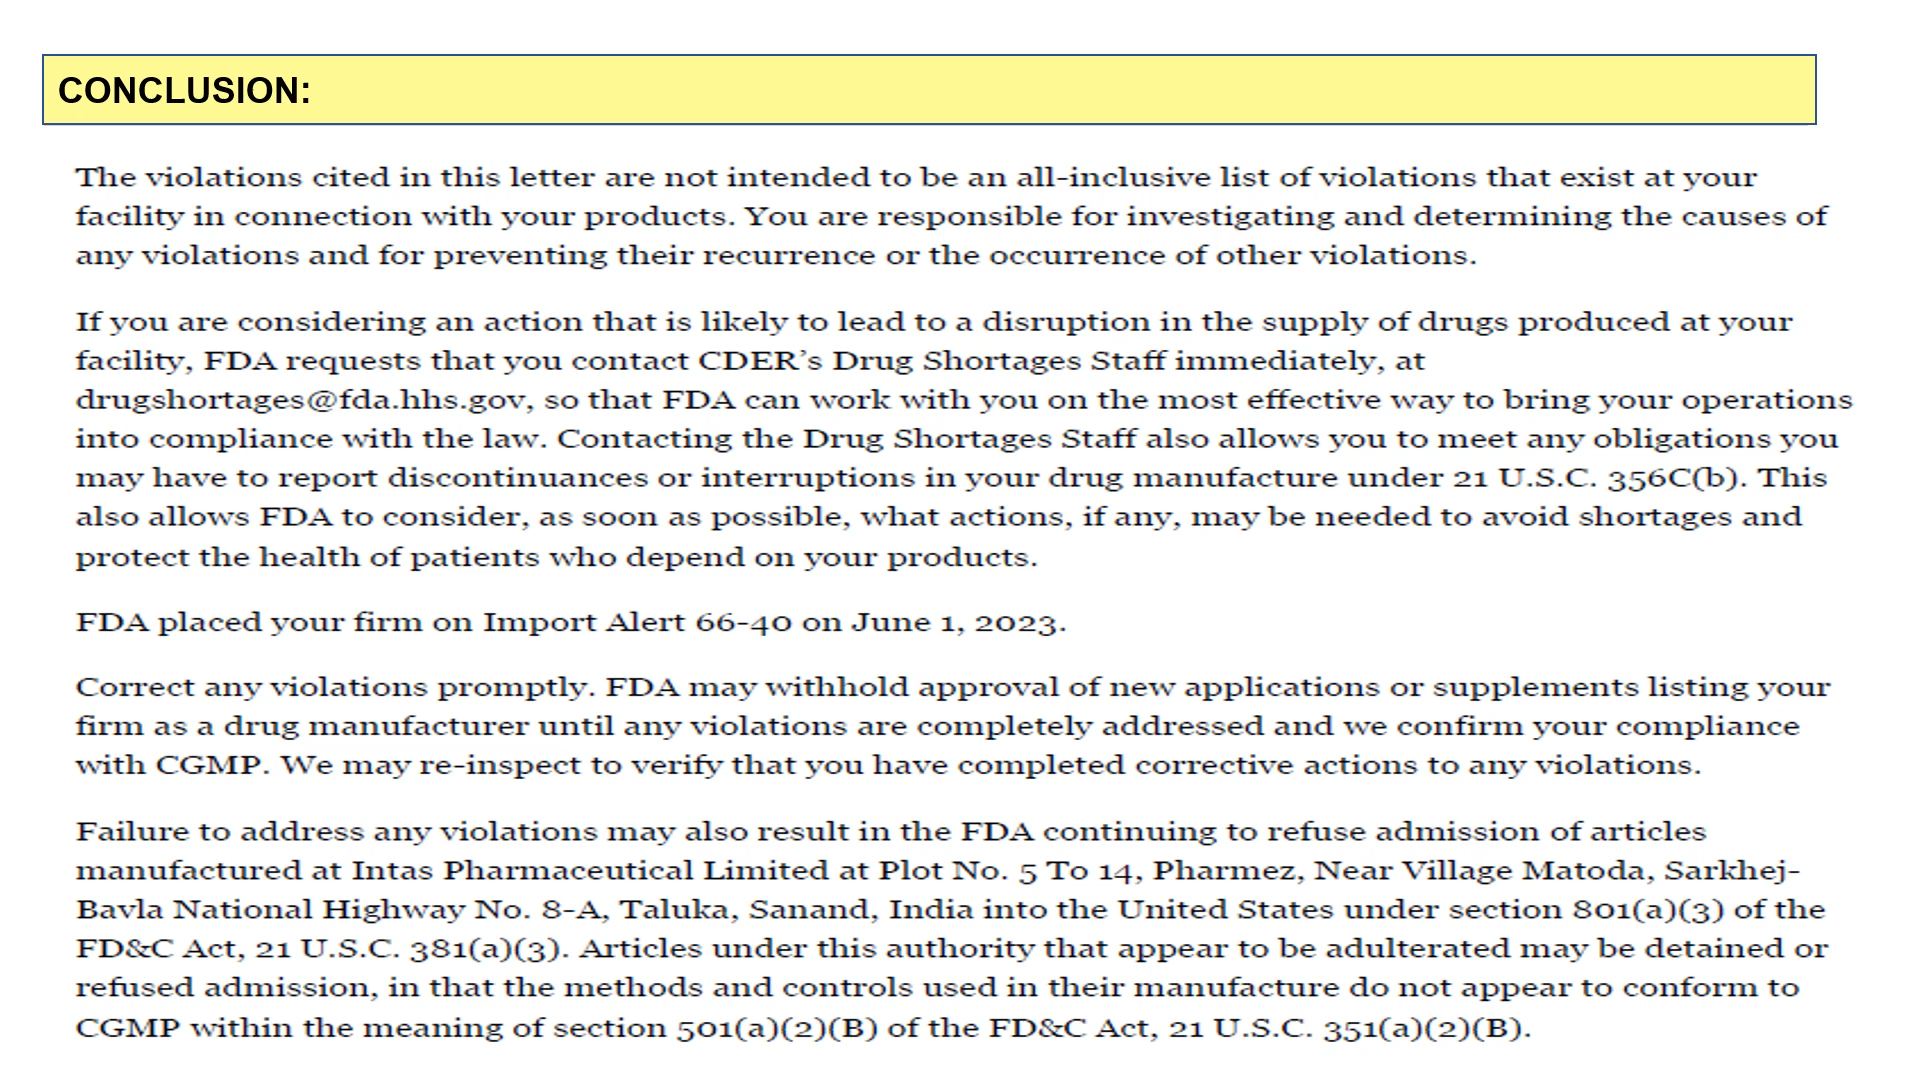 CONCLUSION:
The violations cited in this letter are not intended to be an all-inclusive list of violations that exist at your
facility in connection with your products. You are responsible for investigating and determining the causes of
any violations and for preventing their recurrence or the occurrence of other violations.
If you are considering an action that is likely to lead to a disruption in the supply of drugs produced at your
facility, FDA requests that you contact CDER’s Drug Shortages Staff immediately, at
drugshortages@fda.hhs.gov, so that FDA can work with you on the most effective way to bring your operations
into compliance with the law. Contacting the Drug Shortages Staff also allows you to meet any obligations you
may have to report discontinuances or interruptions in your drug manufacture under 21 U.S.C. 356C(b). This
also allows FDA to consider, as soon as possible, what actions, if any, may be needed to avoid shortages and
protect the health of patients who depend on your products.
FDA placed your firm on Import Alert 66-40 on June 1, 2023.
Correct any violations promptly. FDA may withhold approval of new applications or supplements listing your
firm as a drug manufacturer until any violations are completely addressed and we confirm your compliance
with CGMP. We may re-inspect to verify that you have completed corrective actions to any violations.
Failure to address any violations may also result in the FDA continuing to refuse admission of articles
manufactured at Intas Pharmaceutical Limited at Plot No. 5 To 14, Pharmez, Near Village Matoda, Sarkhej-
Bavla National Highway No. 8-A, Taluka, Sanand, India into the United States under section 801(a)(3) of the
FD&C Act, 21 U.S.C. 381(a)(3). Articles under this authority that appear to be adulterated may be detained or
refused admission, in that the methods and controls used in their manufacture do not appear to conform to
CGMP within the meaning of section 501(a)(2)(B) of the FD&C Act, 21 U.S.C. 351(a)(2)(B).